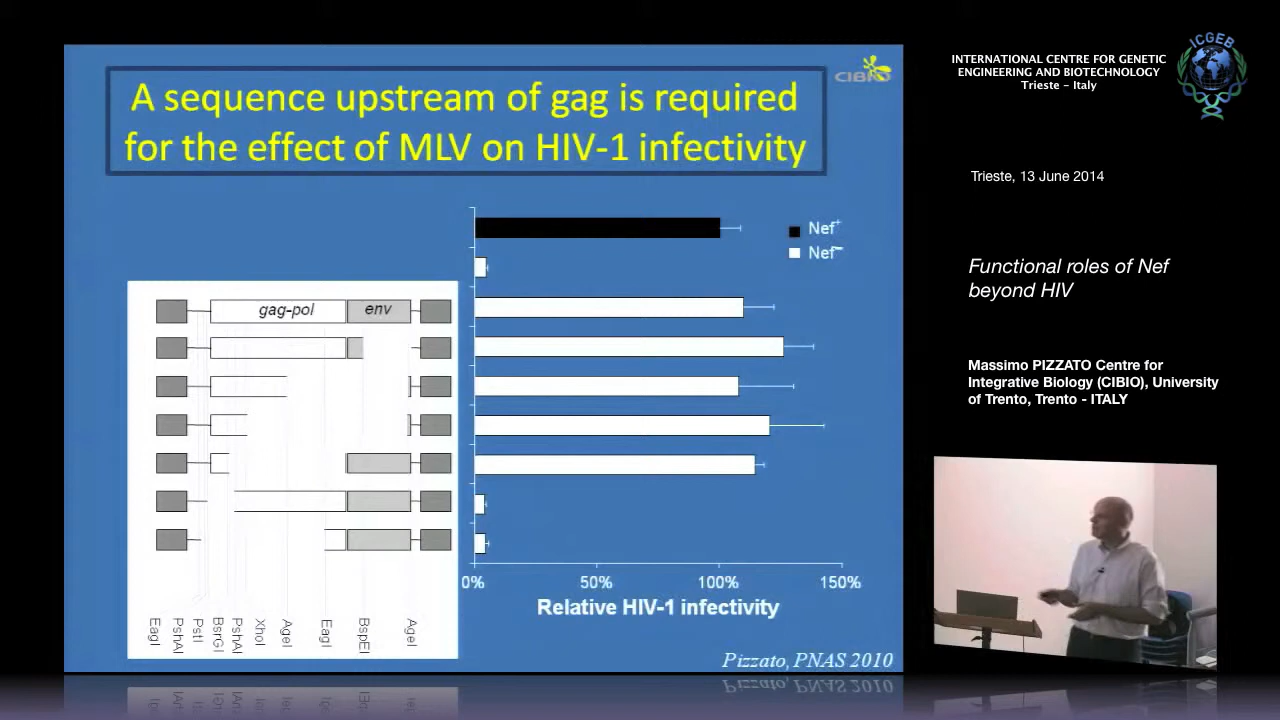 A sequence upstream of gag is required
for the effect of MLV on HIV-1 infectivity
CIBIO
Nef+
Nef−
gag-pol
env
EagI
PshAI
PstI
BsrGI
PshAI
XhoI
AgeI
EagI
BspEI
AgeI
0%
50%
100%
150%
Relative HIV-1 infectivity
Pizzato, PNAS 2010
INTERNATIONAL CENTRE FOR GENETIC
ENGINEERING AND BIOTECHNOLOGY
Trieste – Italy
ICGEB
Trieste, 13 June 2014
Functional roles of Nef
beyond HIV
Massimo PIZZATO Centre for
Integrative Biology (CIBIO), University
of Trento, Trento - ITALY